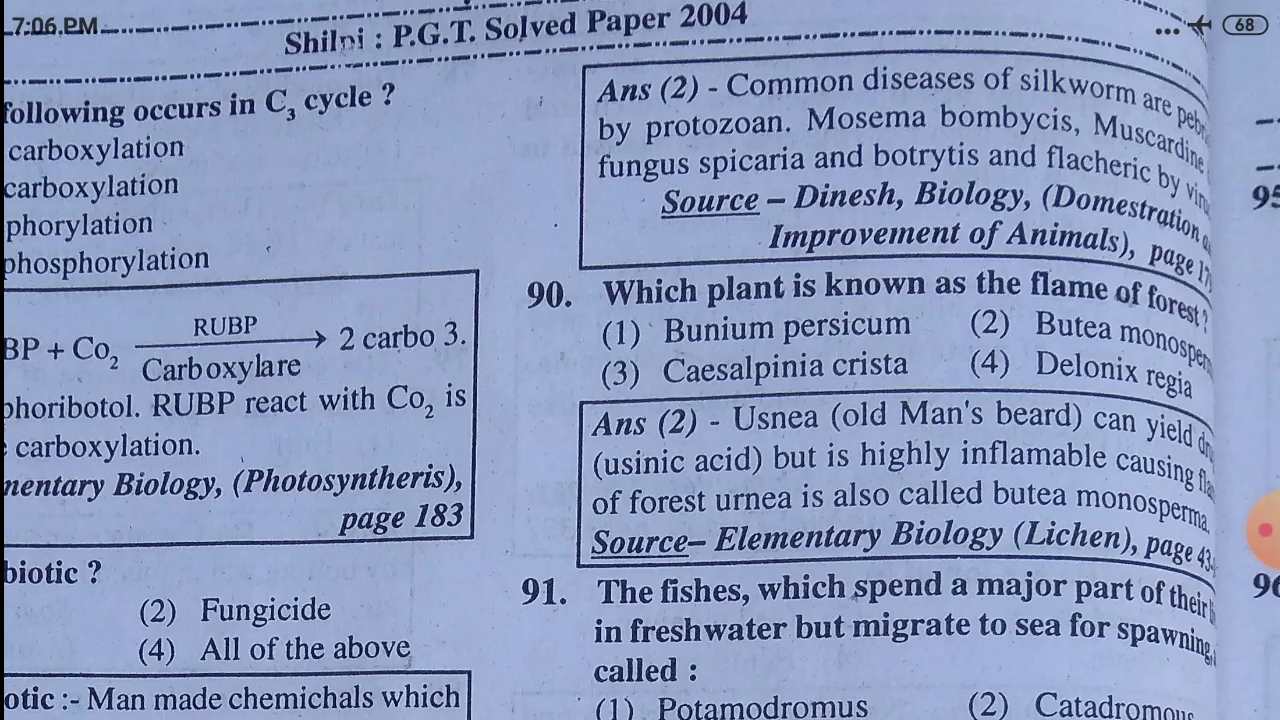 7:06 PM
68
Shilpi : P.G.T. Solved Paper 2004
following occurs in C₃ cycle ?
carboxylation
carboxylation
phorylation
phosphorylation
BP + Co₂ RUBP → 2 carbo 3.
Carboxylare
phoribotol. RUBP react with Co₂ is
carboxylation.
mentary Biology, (Photosyntheris),
page 183
biotic ?
(2) Fungicide
(4) All of the above
otic :- Man made chemichals which
Ans (2) - Common diseases of silkworm are
by protozoan. Mosema bombycis, Muscardine
fungus spicaria and botrytis and flacheric by
Source – Dinesh, Biology, (Domestration
Improvement of Animals), page
90. Which plant is known as the flame of forest ?
(1) Bunium persicum (2) Butea monosper
(3) Caesalpinia crista (4) Delonix regia
Ans (2) - Usnea (old Man's beard) can yield
(usinic acid) but is highly inflamable causing
of forest urnea is also called butea monosperma.
Source– Elementary Biology (Lichen), page 43
91. The fishes, which spend a major part of their
in freshwater but migrate to sea for spawning,
called :
(1) Potamodromus (2) Catadromous
95
96